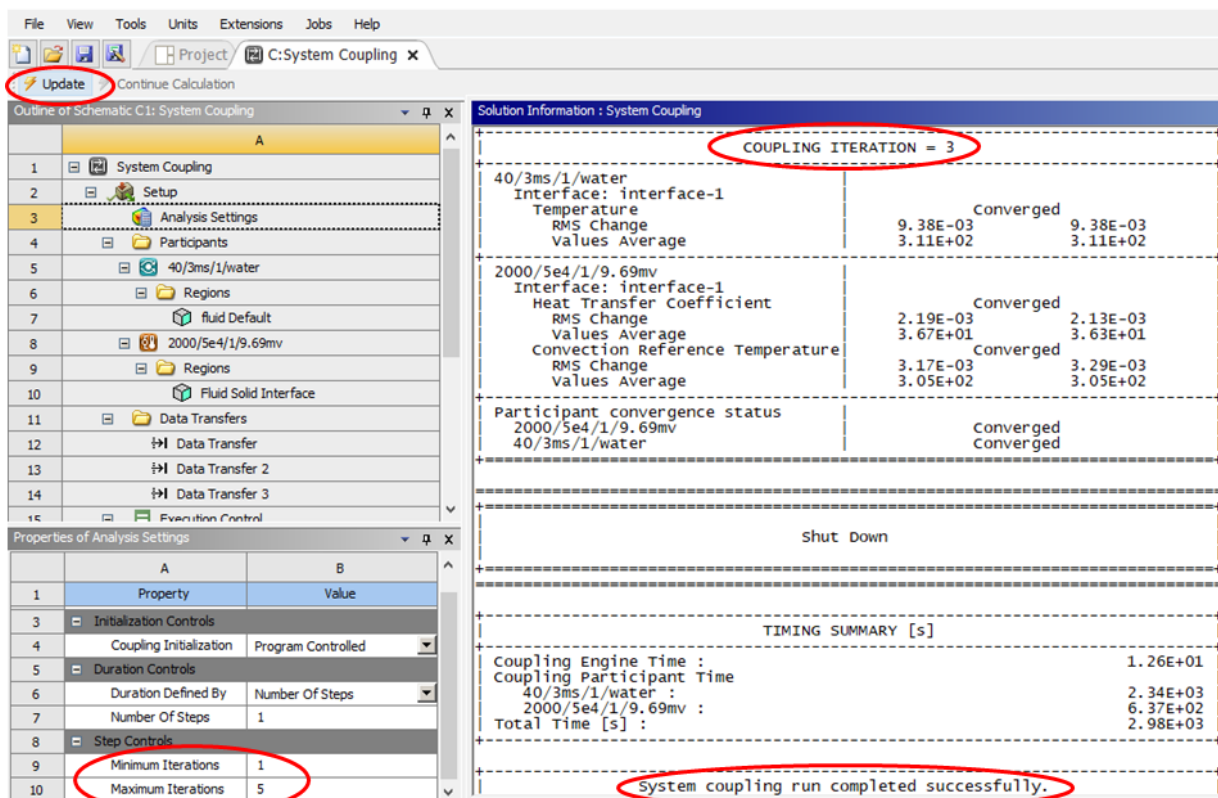 File View Tools Units Extensions Jobs Help
Project C:System Coupling
Update Continue Calculation
Outline of Schematic C1: System Coupling
A
1 System Coupling
2 Setup
3 Analysis Settings
4 Participants
5 40/3ms/1/water
6 Regions
7 fluid Default
8 2000/5e4/1/9.69mv
9 Regions
10 Fluid Solid Interface
11 Data Transfers
12 Data Transfer
13 Data Transfer 2
14 Data Transfer 3
15 Execution Control
Properties of Analysis Settings
A B
1 Property Value
3 Initialization Controls
4 Coupling Initialization Program Controlled
5 Duration Controls
6 Duration Defined By Number Of Steps
7 Number Of Steps 1
8 Step Controls
9 Minimum Iterations 1
10 Maximum Iterations 5
Solution Information : System Coupling
COUPLING ITERATION = 3
40/3ms/1/water
Interface: interface-1
Temperature Converged
RMS Change 9.38E-03 9.38E-03
Values Average 3.11E+02 3.11E+02
2000/5e4/1/9.69mv
Interface: interface-1
Heat Transfer Coefficient Converged
RMS Change 2.19E-03 2.13E-03
Values Average 3.67E+01 3.63E+01
Convection Reference Temperature Converged
RMS Change 3.17E-03 3.29E-03
Values Average 3.05E+02 3.05E+02
Participant convergence status
2000/5e4/1/9.69mv Converged
40/3ms/1/water Converged
Shut Down
TIMING SUMMARY [s]
Coupling Engine Time : 1.26E+01
Coupling Participant Time
40/3ms/1/water : 2.34E+03
2000/5e4/1/9.69mv : 6.37E+02
Total Time [s] : 2.98E+03
System coupling run completed successfully.